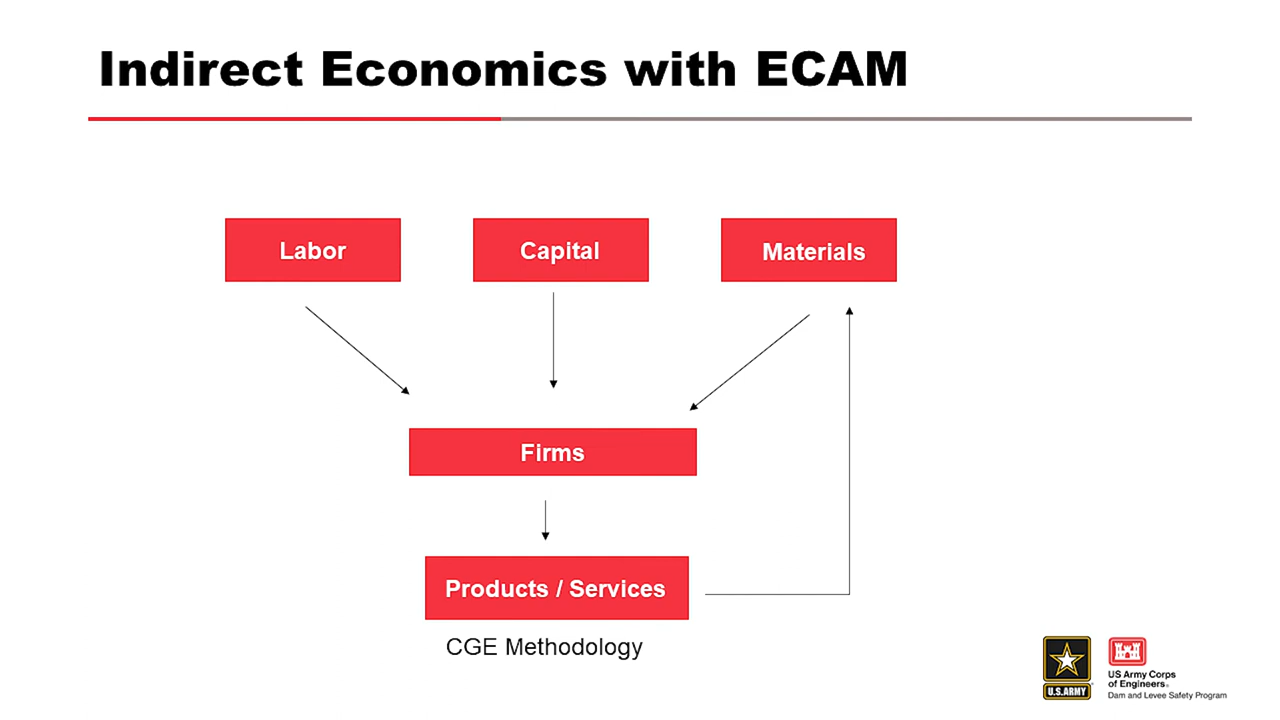 Indirect Economics with ECAM
Labor
Capital
Materials
Firms
Products / Services
CGE Methodology
U.S.ARMY
US Army Corps
of Engineers®
Dam and Levee Safety Program